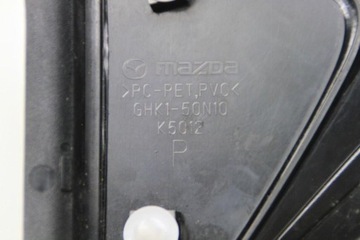 mazda
>PC-PET,PVC<
GHK1-50N10
K5012
P